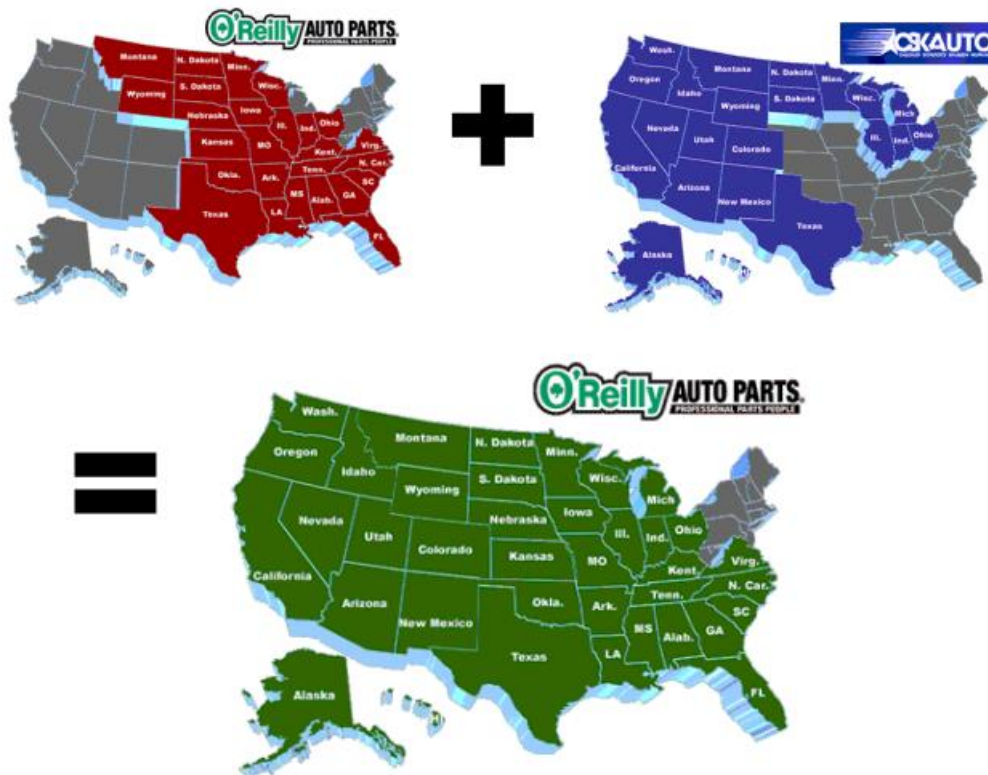 O'Reilly AUTO PARTS®
PROFESSIONAL PARTS PEOPLE
Montana
N. Dakota
Minn.
Wyoming
S. Dakota
Wisc.
Nebraska
Iowa
Ill.
Ind.
Ohio
Kansas
MO
Kent.
Virg.
Okla.
Ark.
Tenn.
N. Car.
SC
Texas
LA
MS
Alah.
GA
FL
+
CSKAUTO
Wash.
Oregon
Idaho
Montana
N. Dakota
Minn.
Wyoming
S. Dakota
Wisc.
Mich
Nevada
Utah
Colorado
Ill.
Ind.
Ohio
California
Arizona
New Mexico
Texas
Alaska
=
O'Reilly AUTO PARTS®
PROFESSIONAL PARTS PEOPLE
Wash.
Oregon
Idaho
Montana
N. Dakota
Minn.
Wyoming
S. Dakota
Wisc.
Mich
Nevada
Utah
Colorado
Nebraska
Iowa
Ill.
Ind.
Ohio
California
Arizona
New Mexico
Kansas
MO
Kent.
Virg.
Okla.
Ark.
Tenn.
N. Car.
SC
Texas
LA
MS
Alah.
GA
FL
Alaska
HI